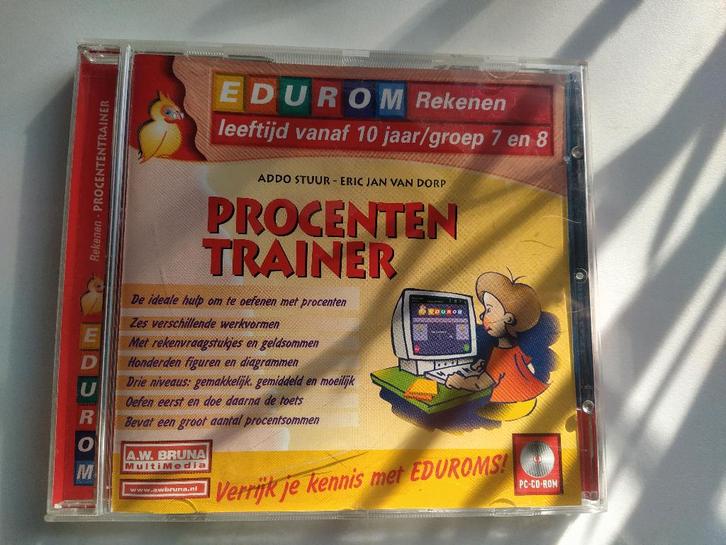 EDUROM Rekenen
leeftijd vanaf 10 jaar/groep 7 en 8
ADDO STUUR - ERIC JAN VAN DORP
PROCENTEN
TRAINER
De ideale hulp om te oefenen met procenten
Zes verschillende werkvormen
Met rekenvraagstukjes en geldsommen
Honderden figuren en diagrammen
Drie niveaus: gemakkelijk, gemiddeld en moeilijk
Oefen eerst en doe daarna de toets
Bevat een groot aantal procentsommen
EDUROM
A.W. BRUNA
MultiMedia
www.awbruna.nl
Verrijk je kennis met EDUROMS!
PC-CD-ROM
Rekenen - PROCENTENTRAINER
EDUROM